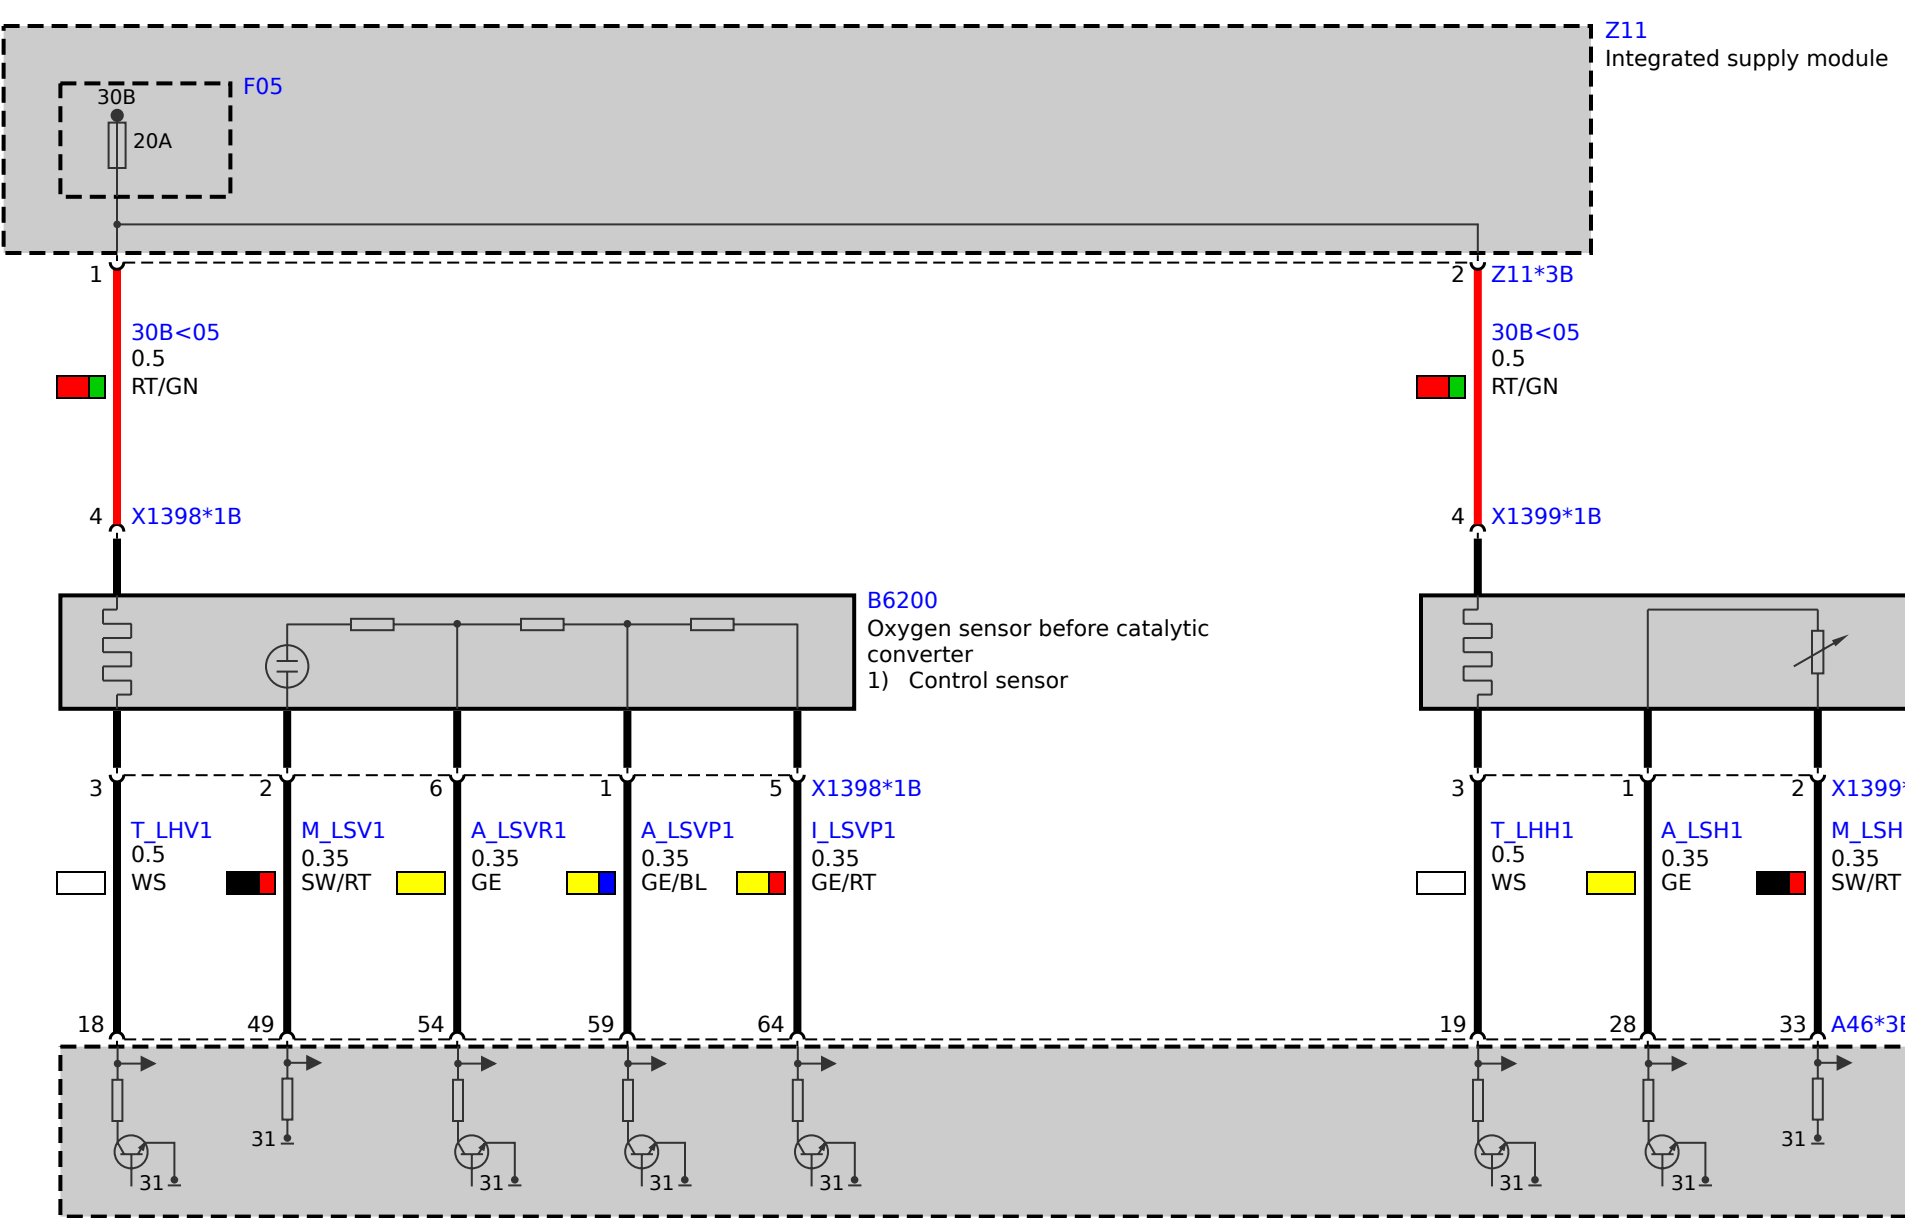 Z11
Integrated supply module
F05
30B
20A
1
2 Z11*3B
30B<05
0.5
RT/GN
30B<05
0.5
RT/GN
4 X1398*1B
4 X1399*1B
B6200
Oxygen sensor before catalytic
converter
1) Control sensor
3 2 6 1 5 X1398*1B
3 1 2 X1399*
T_LHV1
0.5
WS
M_LSV1
0.35
SW/RT
A_LSVR1
0.35
GE
A_LSVP1
0.35
GE/BL
I_LSVP1
0.35
GE/RT
T_LHH1
0.5
WS
A_LSH1
0.35
GE
M_LSH
0.35
SW/RT
18 49 54 59 64
19 28 33 A46*3B
31
31
31
31
31
31
31
31